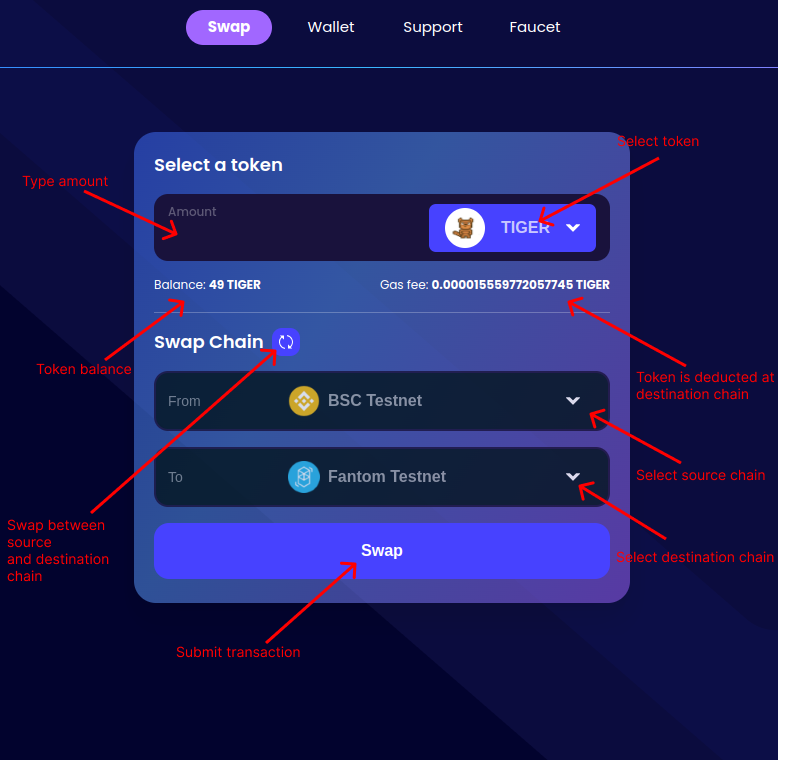 Swap Wallet Support Faucet
Select token
Select a token
Type amount
Amount
TIGER
Balance: 49 TIGER
Gas fee: 0.000015559772057745 TIGER
Swap Chain
Token balance
Token is deducted at
destination chain
From
BSC Testnet
Select source chain
To
Fantom Testnet
Swap between
source
and destination
chain
Swap
Select destination chain
Submit transaction